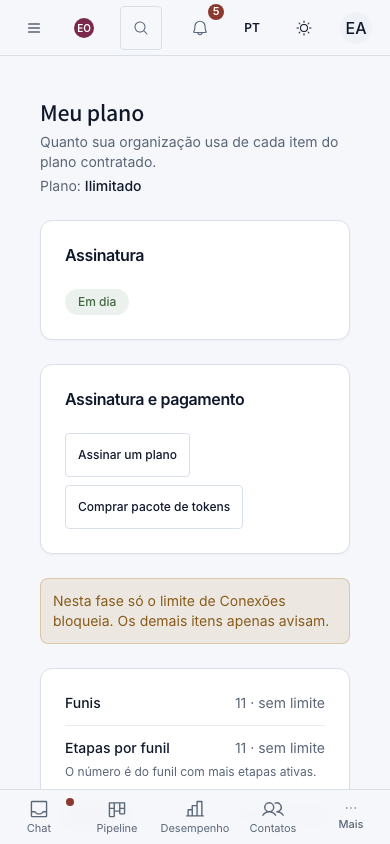 EO
5
PT
EA
Meu plano
Quanto sua organização usa de cada item do
plano contratado.
Plano: Ilimitado
Assinatura
Em dia
Assinatura e pagamento
Assinar um plano
Comprar pacote de tokens
Nesta fase só o limite de Conexões
bloqueia. Os demais itens apenas avisam.
Funis 11 · sem limite
Etapas por funil 11 · sem limite
O número é do funil com mais etapas ativas.
Chat Pipeline Desempenho Contatos Mais